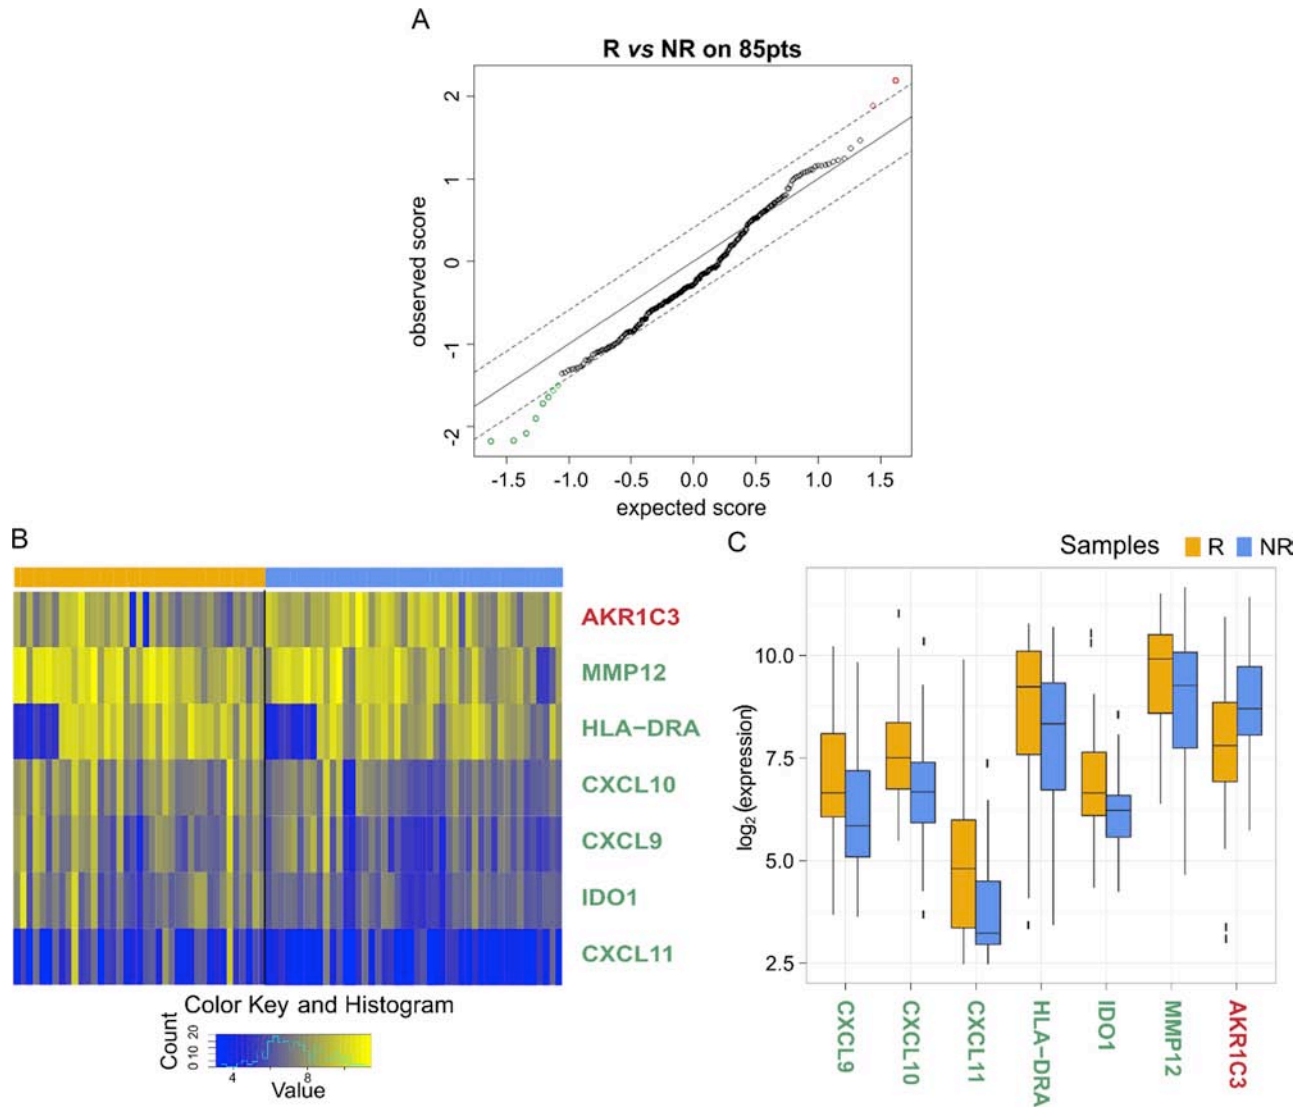 A
R vs NR on 85pts
2
1
0
-1
-2
observed score
-1.5 -1.0 -0.5 0.0 0.5 1.0 1.5
expected score
B
AKR1C3
MMP12
HLA-DRA
CXCL10
CXCL9
IDO1
CXCL11
Color Key and Histogram
Count
0 10 20
4 8
Value
C
Samples R NR
log2 (expression)
10.0
7.5
5.0
2.5
CXCL9
CXCL10
CXCL11
HLA-DRA
IDO1
MMP12
AKR1C3